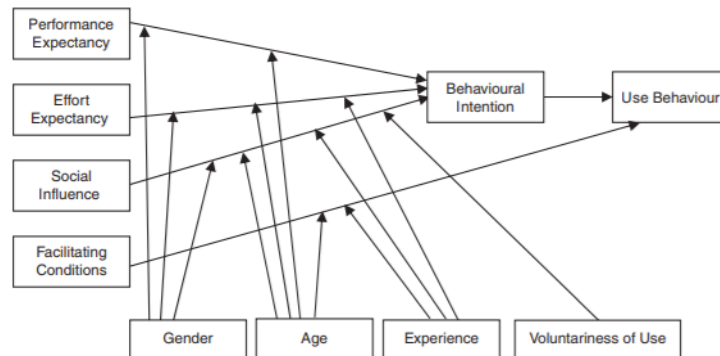 Performance
Expectancy
Effort
Expectancy
Social
Influence
Facilitating
Conditions
Behavioural
Intention
Use Behaviour
Gender
Age
Experience
Voluntariness of Use